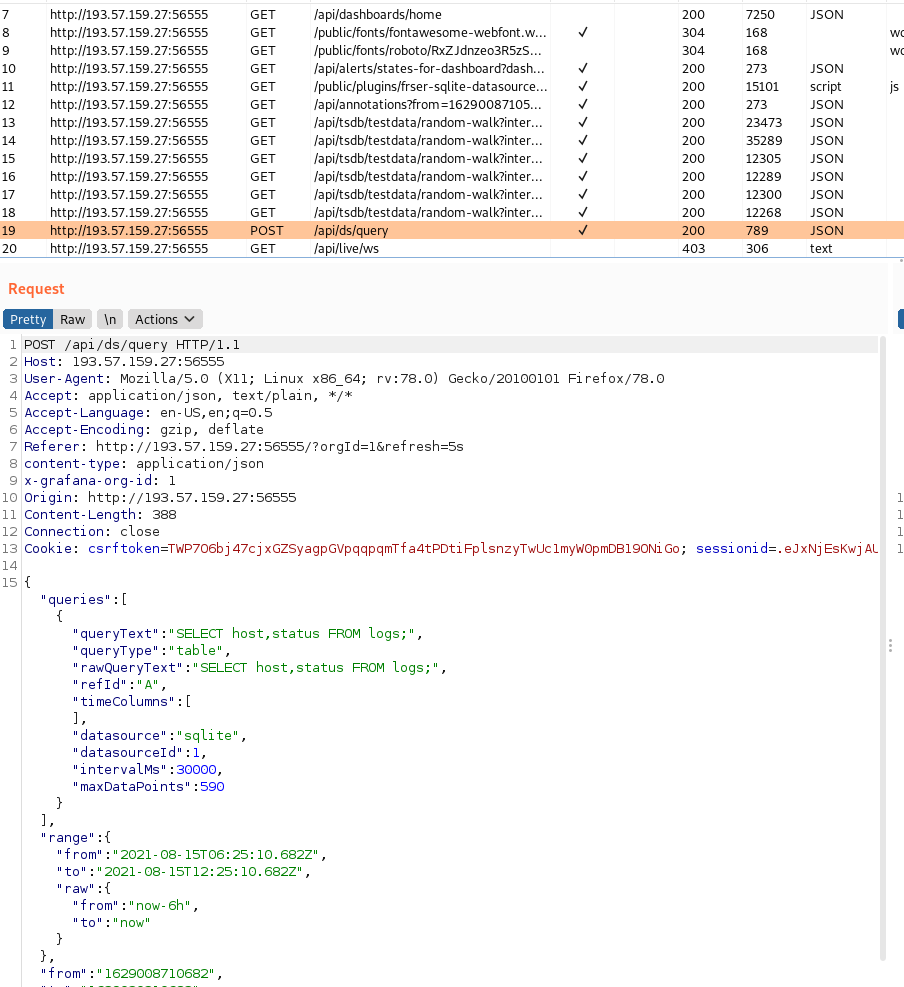 7 http://193.57.159.27:56555 GET /api/dashboards/home 200 7250 JSON
8 http://193.57.159.27:56555 GET /public/fonts/fontawesome-webfont.w... ✓ 304 168 wo
9 http://193.57.159.27:56555 GET /public/fonts/roboto/RxZJdnzeo3R5zS... 304 168 wo
10 http://193.57.159.27:56555 GET /api/alerts/states-for-dashboard?dash... ✓ 200 273 JSON
11 http://193.57.159.27:56555 GET /public/plugins/frser-sqlite-datasource... ✓ 200 15101 script js
12 http://193.57.159.27:56555 GET /api/annotations?from=16290087105... ✓ 200 273 JSON
13 http://193.57.159.27:56555 GET /api/tsdb/testdata/random-walk?inter... ✓ 200 23473 JSON
14 http://193.57.159.27:56555 GET /api/tsdb/testdata/random-walk?inter... ✓ 200 35289 JSON
15 http://193.57.159.27:56555 GET /api/tsdb/testdata/random-walk?inter... ✓ 200 12305 JSON
16 http://193.57.159.27:56555 GET /api/tsdb/testdata/random-walk?inter... ✓ 200 12289 JSON
17 http://193.57.159.27:56555 GET /api/tsdb/testdata/random-walk?inter... ✓ 200 12300 JSON
18 http://193.57.159.27:56555 GET /api/tsdb/testdata/random-walk?inter... ✓ 200 12268 JSON
19 http://193.57.159.27:56555 POST /api/ds/query ✓ 200 789 JSON
20 http://193.57.159.27:56555 GET /api/live/ws 403 306 text
Request
Pretty Raw \n Actions
1 POST /api/ds/query HTTP/1.1
2 Host: 193.57.159.27:56555
3 User-Agent: Mozilla/5.0 (X11; Linux x86_64; rv:78.0) Gecko/20100101 Firefox/78.0
4 Accept: application/json, text/plain, */*
5 Accept-Language: en-US,en;q=0.5
6 Accept-Encoding: gzip, deflate
7 Referer: http://193.57.159.27:56555/?orgId=1&refresh=5s
8 content-type: application/json
9 x-grafana-org-id: 1
10 Origin: http://193.57.159.27:56555
11 Content-Length: 388
12 Connection: close
13 Cookie: csrftoken=TWP7O6bj47cjxGZSyagpGVpqqpqmTfa4tPDtiFplsnzyTwUc1myW0pmDBl9ONiGo; sessionid=.eJxNjEsKwjAU
14
15 {
"queries":[
{
"queryText":"SELECT host,status FROM logs;",
"queryType":"table",
"rawQueryText":"SELECT host,status FROM logs;",
"refId":"A",
"timeColumns":[
],
"datasource":"sqlite",
"datasourceId":1,
"intervalMs":30000,
"maxDataPoints":590
}
],
"range":{
"from":"2021-08-15T06:25:10.682Z",
"to":"2021-08-15T12:25:10.682Z",
"raw":{
"from":"now-6h",
"to":"now"
}
},
"from":"1629008710682",